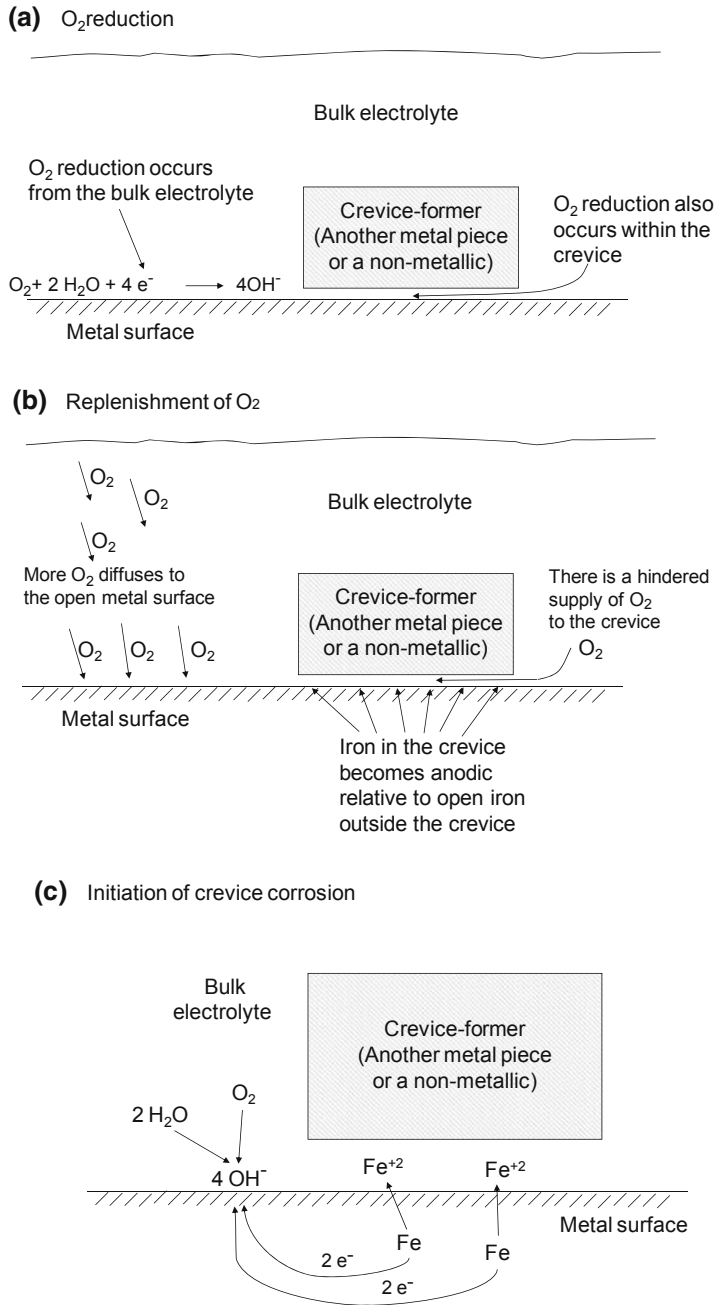 (a) O₂reduction
Bulk electrolyte
O₂ reduction occurs
from the bulk electrolyte
Crevice-former
(Another metal piece
or a non-metallic)
O₂ reduction also
occurs within the
crevice
O₂+ 2 H₂O + 4 e⁻ → 4OH⁻
Metal surface
(b) Replenishment of O₂
O₂
O₂
Bulk electrolyte
O₂
More O₂ diffuses to
the open metal surface
Crevice-former
(Another metal piece
or a non-metallic)
There is a hindered
supply of O₂
to the crevice
O₂ O₂ O₂
O₂
Metal surface
Iron in the crevice
becomes anodic
relative to open iron
outside the crevice
(c) Initiation of crevice corrosion
Bulk
electrolyte
Crevice-former
(Another metal piece
or a non-metallic)
O₂
2 H₂O
4 OH⁻
Fe⁺²
Fe⁺²
Metal surface
Fe
Fe
2 e⁻
2 e⁻